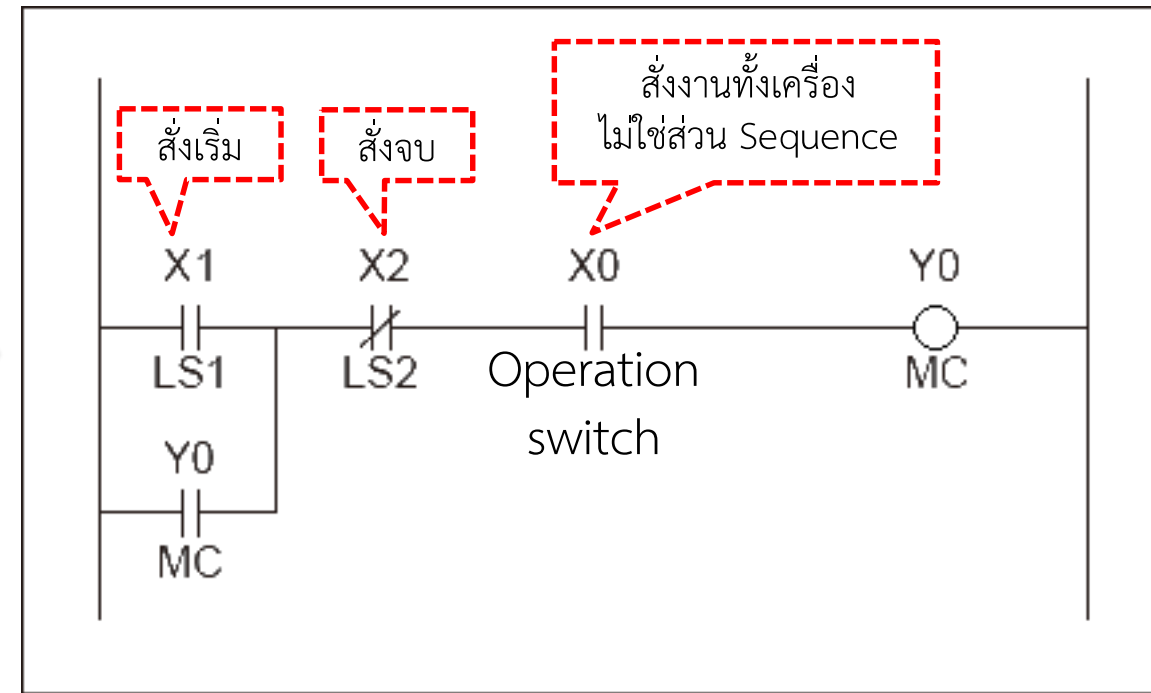 สั่งงานทั้งเครื่อง
ไม่ใช่ส่วน Sequence
สั่งเริ่ม
สั่งจบ
X1
X2
X0
Y0
LS1
LS2
Operation
switch
MC
Y0
MC